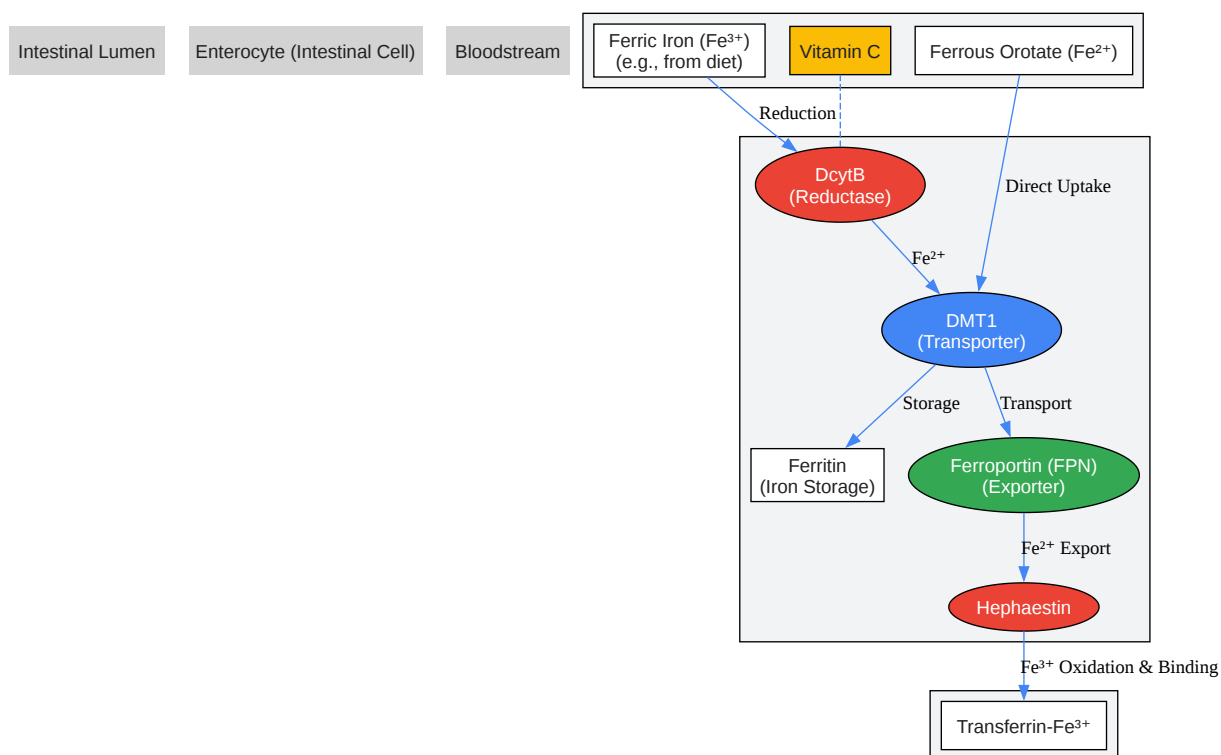 Intestinal Lumen
Enterocyte (Intestinal Cell)
Bloodstream
Ferric Iron (Fe³⁺)
(e.g., from diet)
Vitamin C
Ferrous Orotate (Fe²⁺)
Reduction
DcytB
(Reductase)
Direct Uptake
Fe²⁺
DMT1
(Transporter)
Storage
Transport
Ferritin
(Iron Storage)
Ferroportin (FPN)
(Exporter)
Fe²⁺ Export
Hephaestin
Fe³⁺ Oxidation & Binding
Transferrin-Fe³⁺